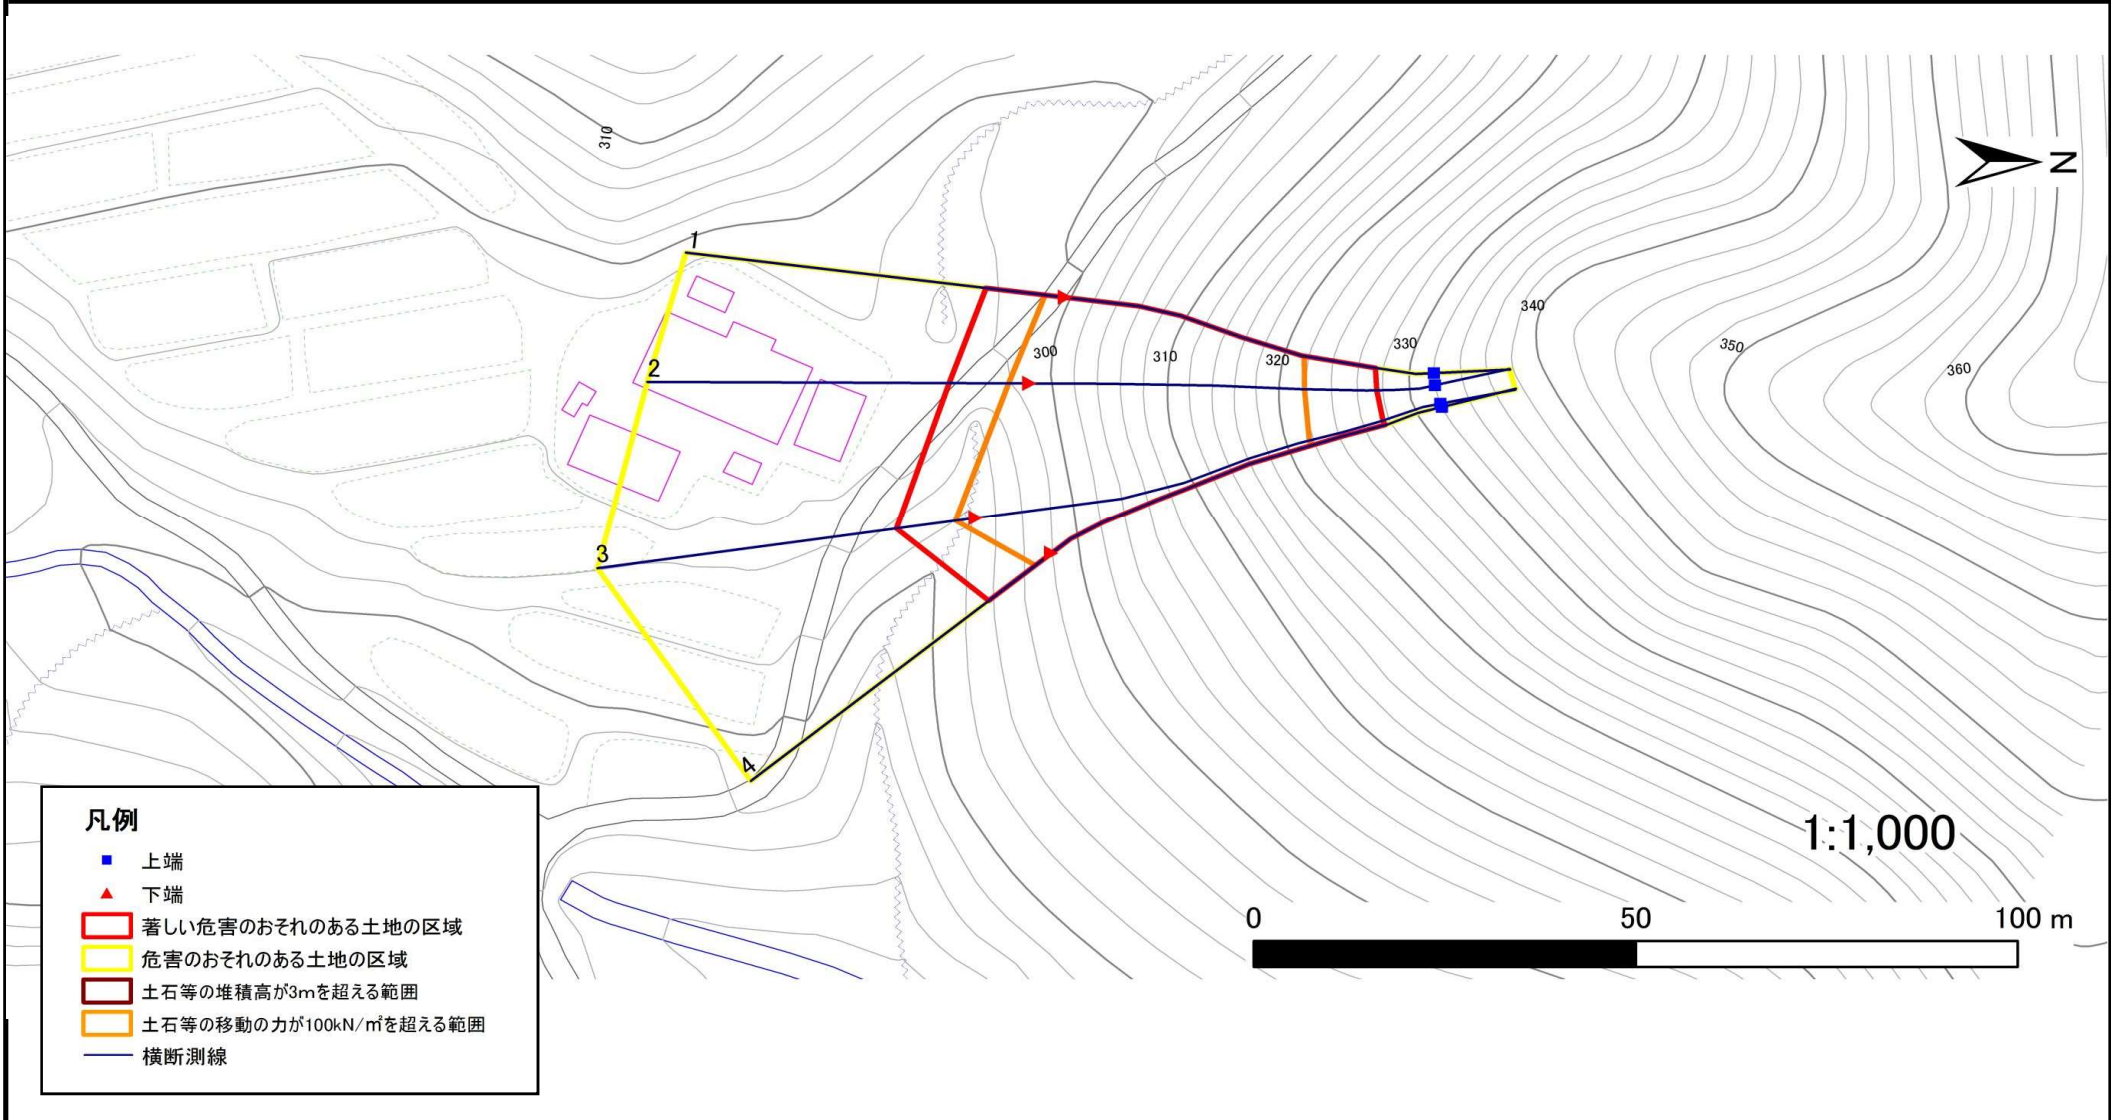 310
N
1
340
330
350
300
310
320
360
2
3
4
1:1,000
0 50 100 m
凡例
上端
下端
著しい危害のおそれのある土地の区域
危害のおそれのある土地の区域
土石等の堆積高が3mを超える範囲
土石等の移動の力が100kN/㎡を超える範囲
横断測線